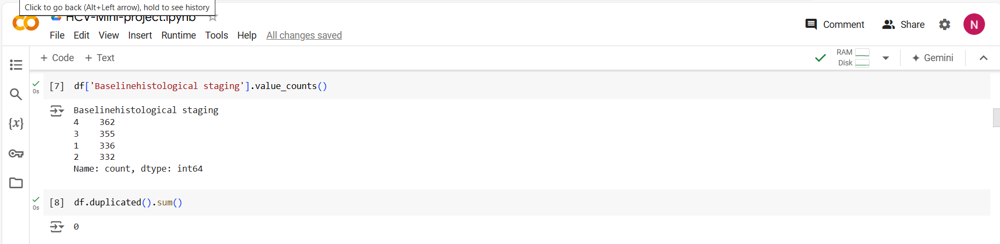 Click to go back (Alt+Left arrow), hold to see history
HCV-Mini-project.ipynb
Comment
Share
N
File Edit View Insert Runtime Tools Help All changes saved
+ Code + Text
RAM
Disk
Gemini
0s
[7] df['Baselinehistological staging'].value_counts()
Baselinehistological staging
4 362
3 355
1 336
2 332
Name: count, dtype: int64
{x}
0s
[8] df.duplicated().sum()
0